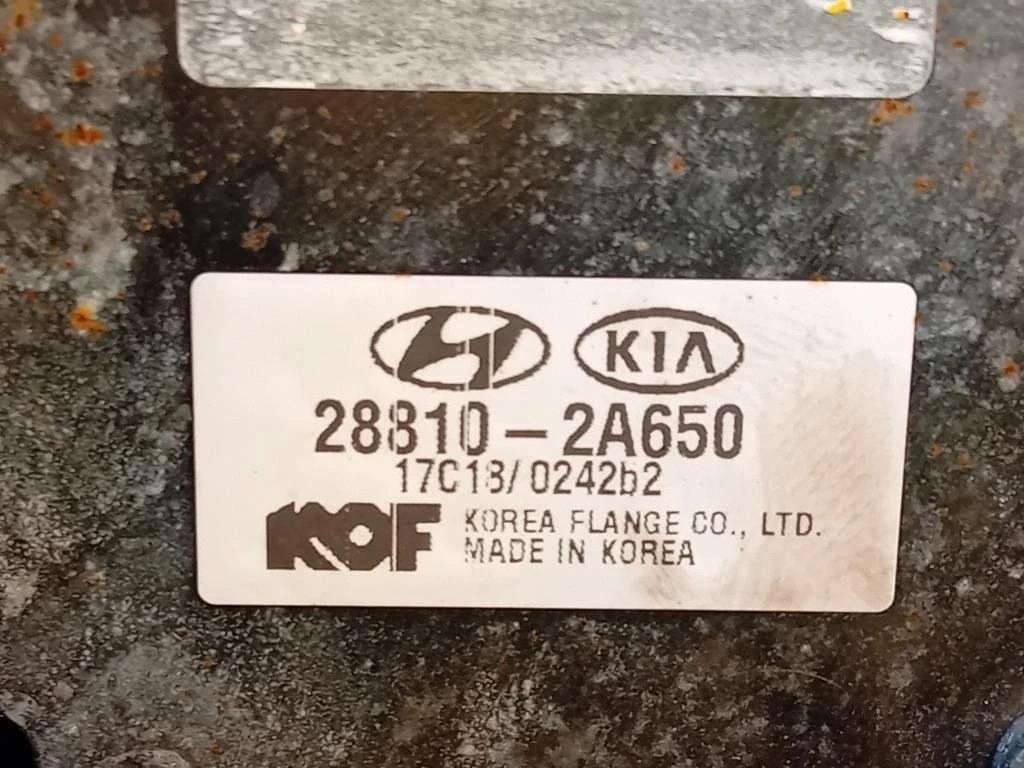 KIA
28810-2A650
17C18/0242b2
KOF KOREA FLANGE CO., LTD.
MADE IN KOREA